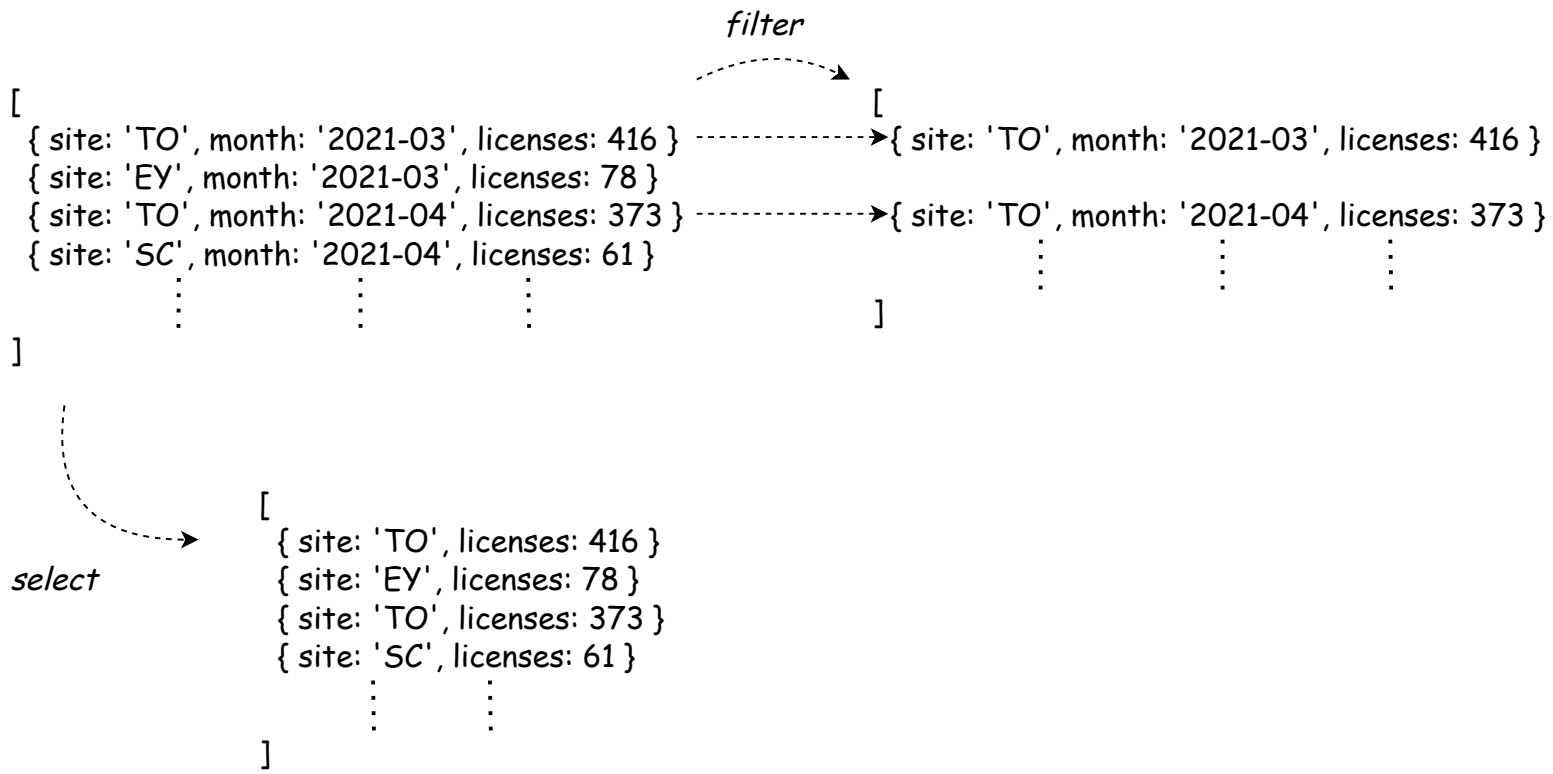 filter
[
{ site: 'TO', month: '2021-03', licenses: 416 }
{ site: 'EY', month: '2021-03', licenses: 78 }
{ site: 'TO', month: '2021-04', licenses: 373 }
{ site: 'SC', month: '2021-04', licenses: 61 }
]
[
{ site: 'TO', month: '2021-03', licenses: 416 }
{ site: 'TO', month: '2021-04', licenses: 373 }
]
select
[
{ site: 'TO', licenses: 416 }
{ site: 'EY', licenses: 78 }
{ site: 'TO', licenses: 373 }
{ site: 'SC', licenses: 61 }
]